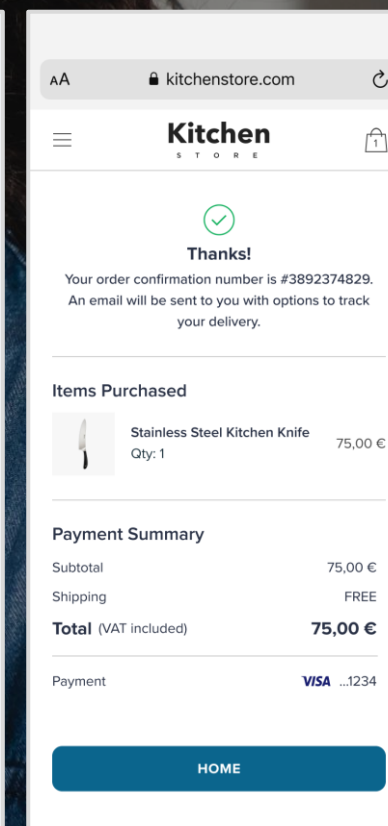 AA kitchenstore.com
Kitchen
STORE
1
Thanks!
Your order confirmation number is #3892374829.
An email will be sent to you with options to track
your delivery.
Items Purchased
Stainless Steel Kitchen Knife
Qty: 1
75,00 €
Payment Summary
Subtotal 75,00 €
Shipping FREE
Total (VAT included) 75,00 €
Payment VISA ...1234
HOME